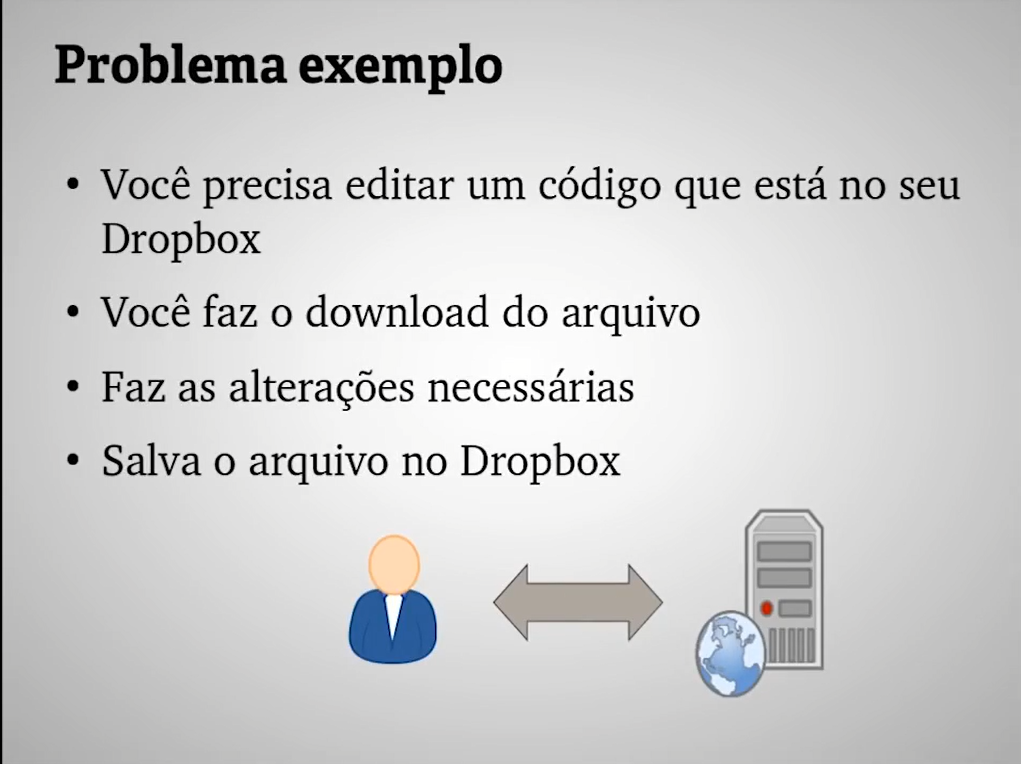 Problema exemplo
• Você precisa editar um código que está no seu
Dropbox
• Você faz o download do arquivo
• Faz as alterações necessárias
• Salva o arquivo no Dropbox